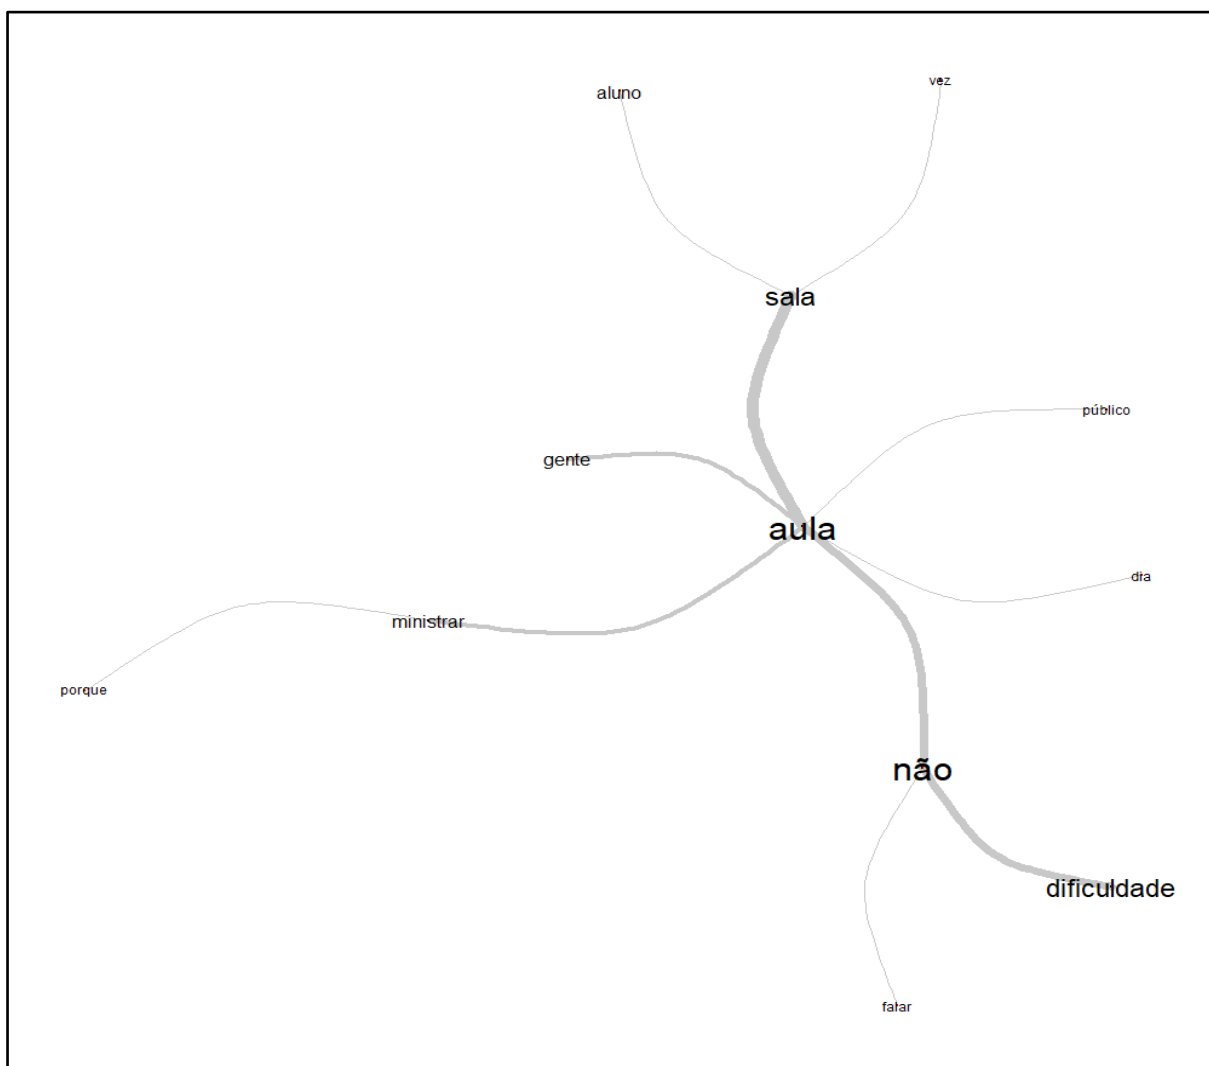 vez
aluno
sala
público
gente
aula
dia
ministrar
porque
não
dificuldade
falar